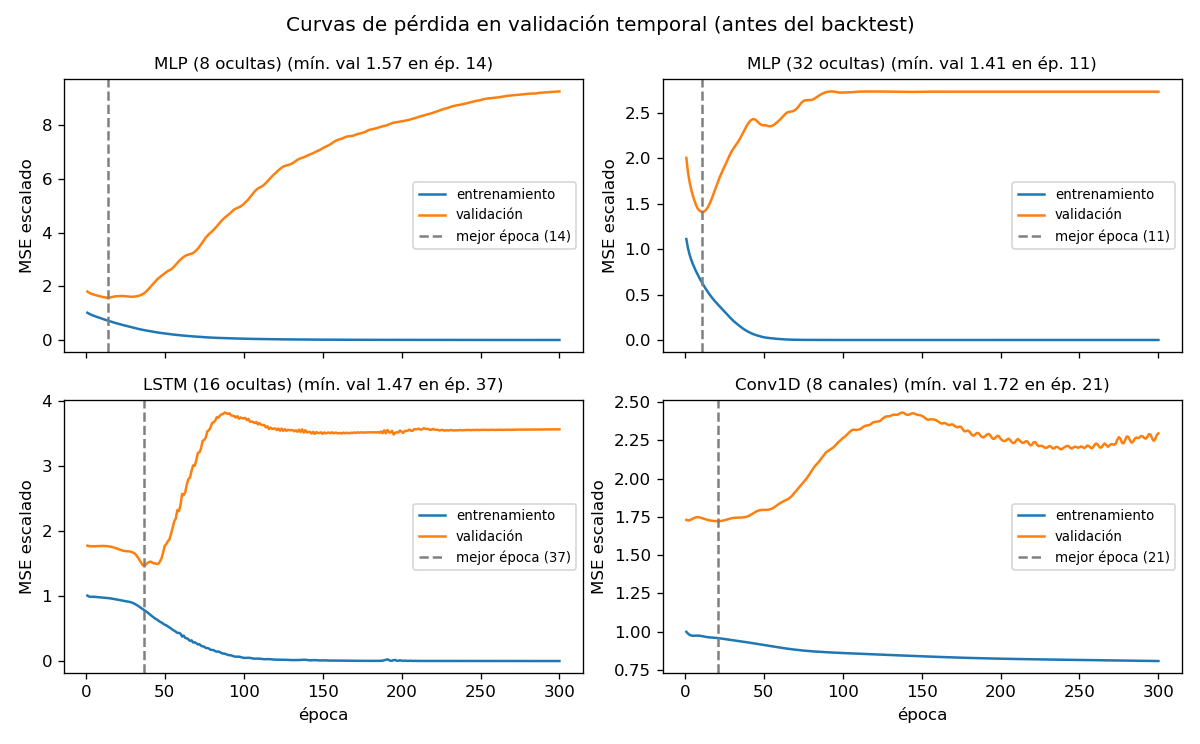 Curvas de pérdida en validación temporal (antes del backtest)
MLP (8 ocultas) (mín. val 1.57 en ép. 14)
MSE escalado
8
6
4
2
0
entrenamiento
validación
mejor época (14)
MLP (32 ocultas) (mín. val 1.41 en ép. 11)
MSE escalado
2.5
2.0
1.5
1.0
0.5
0.0
entrenamiento
validación
mejor época (11)
LSTM (16 ocultas) (mín. val 1.47 en ép. 37)
MSE escalado
4
3
2
1
0
entrenamiento
validación
mejor época (37)
0 50 100 150 200 250 300
época
Conv1D (8 canales) (mín. val 1.72 en ép. 21)
MSE escalado
2.50
2.25
2.00
1.75
1.50
1.25
1.00
0.75
entrenamiento
validación
mejor época (21)
0 50 100 150 200 250 300
época